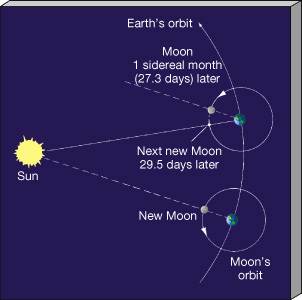 Earth's orbit
Moon
1 sidereal month
(27.3 days) later
Next new Moon
29.5 days later
Sun
New Moon
Moon's
orbit